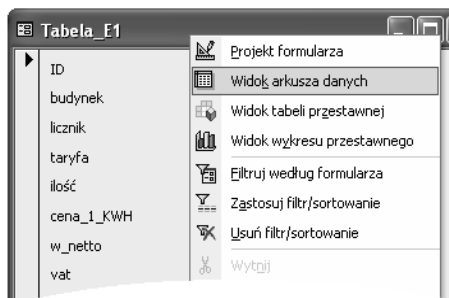 Tabela_E1
ID
budynek
licznik
taryfa
ilość
cena_1_KWH
w_netto
vat
Projekt formularza
Widok arkusza danych
Widok tabeli przestawnej
Widok wykresu przestawnego
Filtruj według formularza
Zastosuj filtr/sortowanie
Usuń filtr/sortowanie
Wytnij